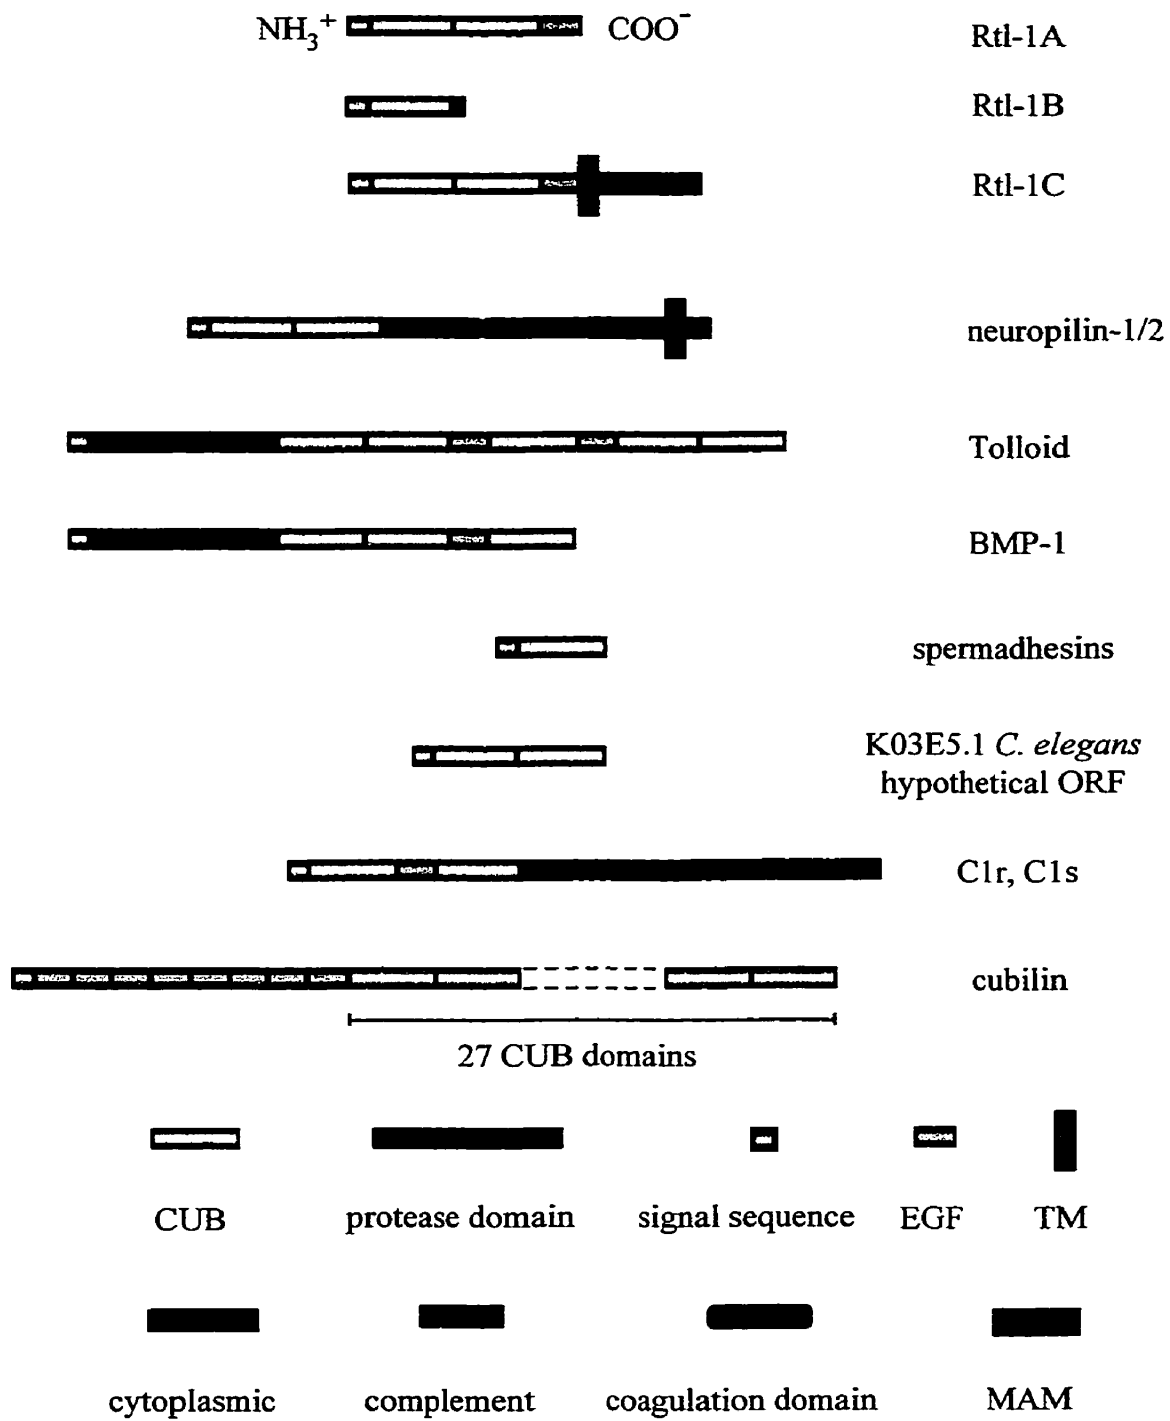 NH₃⁺ COO⁻ Rtl-1A
Rtl-1B
Rtl-1C
neuropilin-1/2
Tolloid
BMP-1
spermadhesins
K03E5.1 C. elegans
hypothetical ORF
C1r, C1s
cubilin
27 CUB domains
CUB protease domain signal sequence EGF TM
cytoplasmic complement coagulation domain MAM